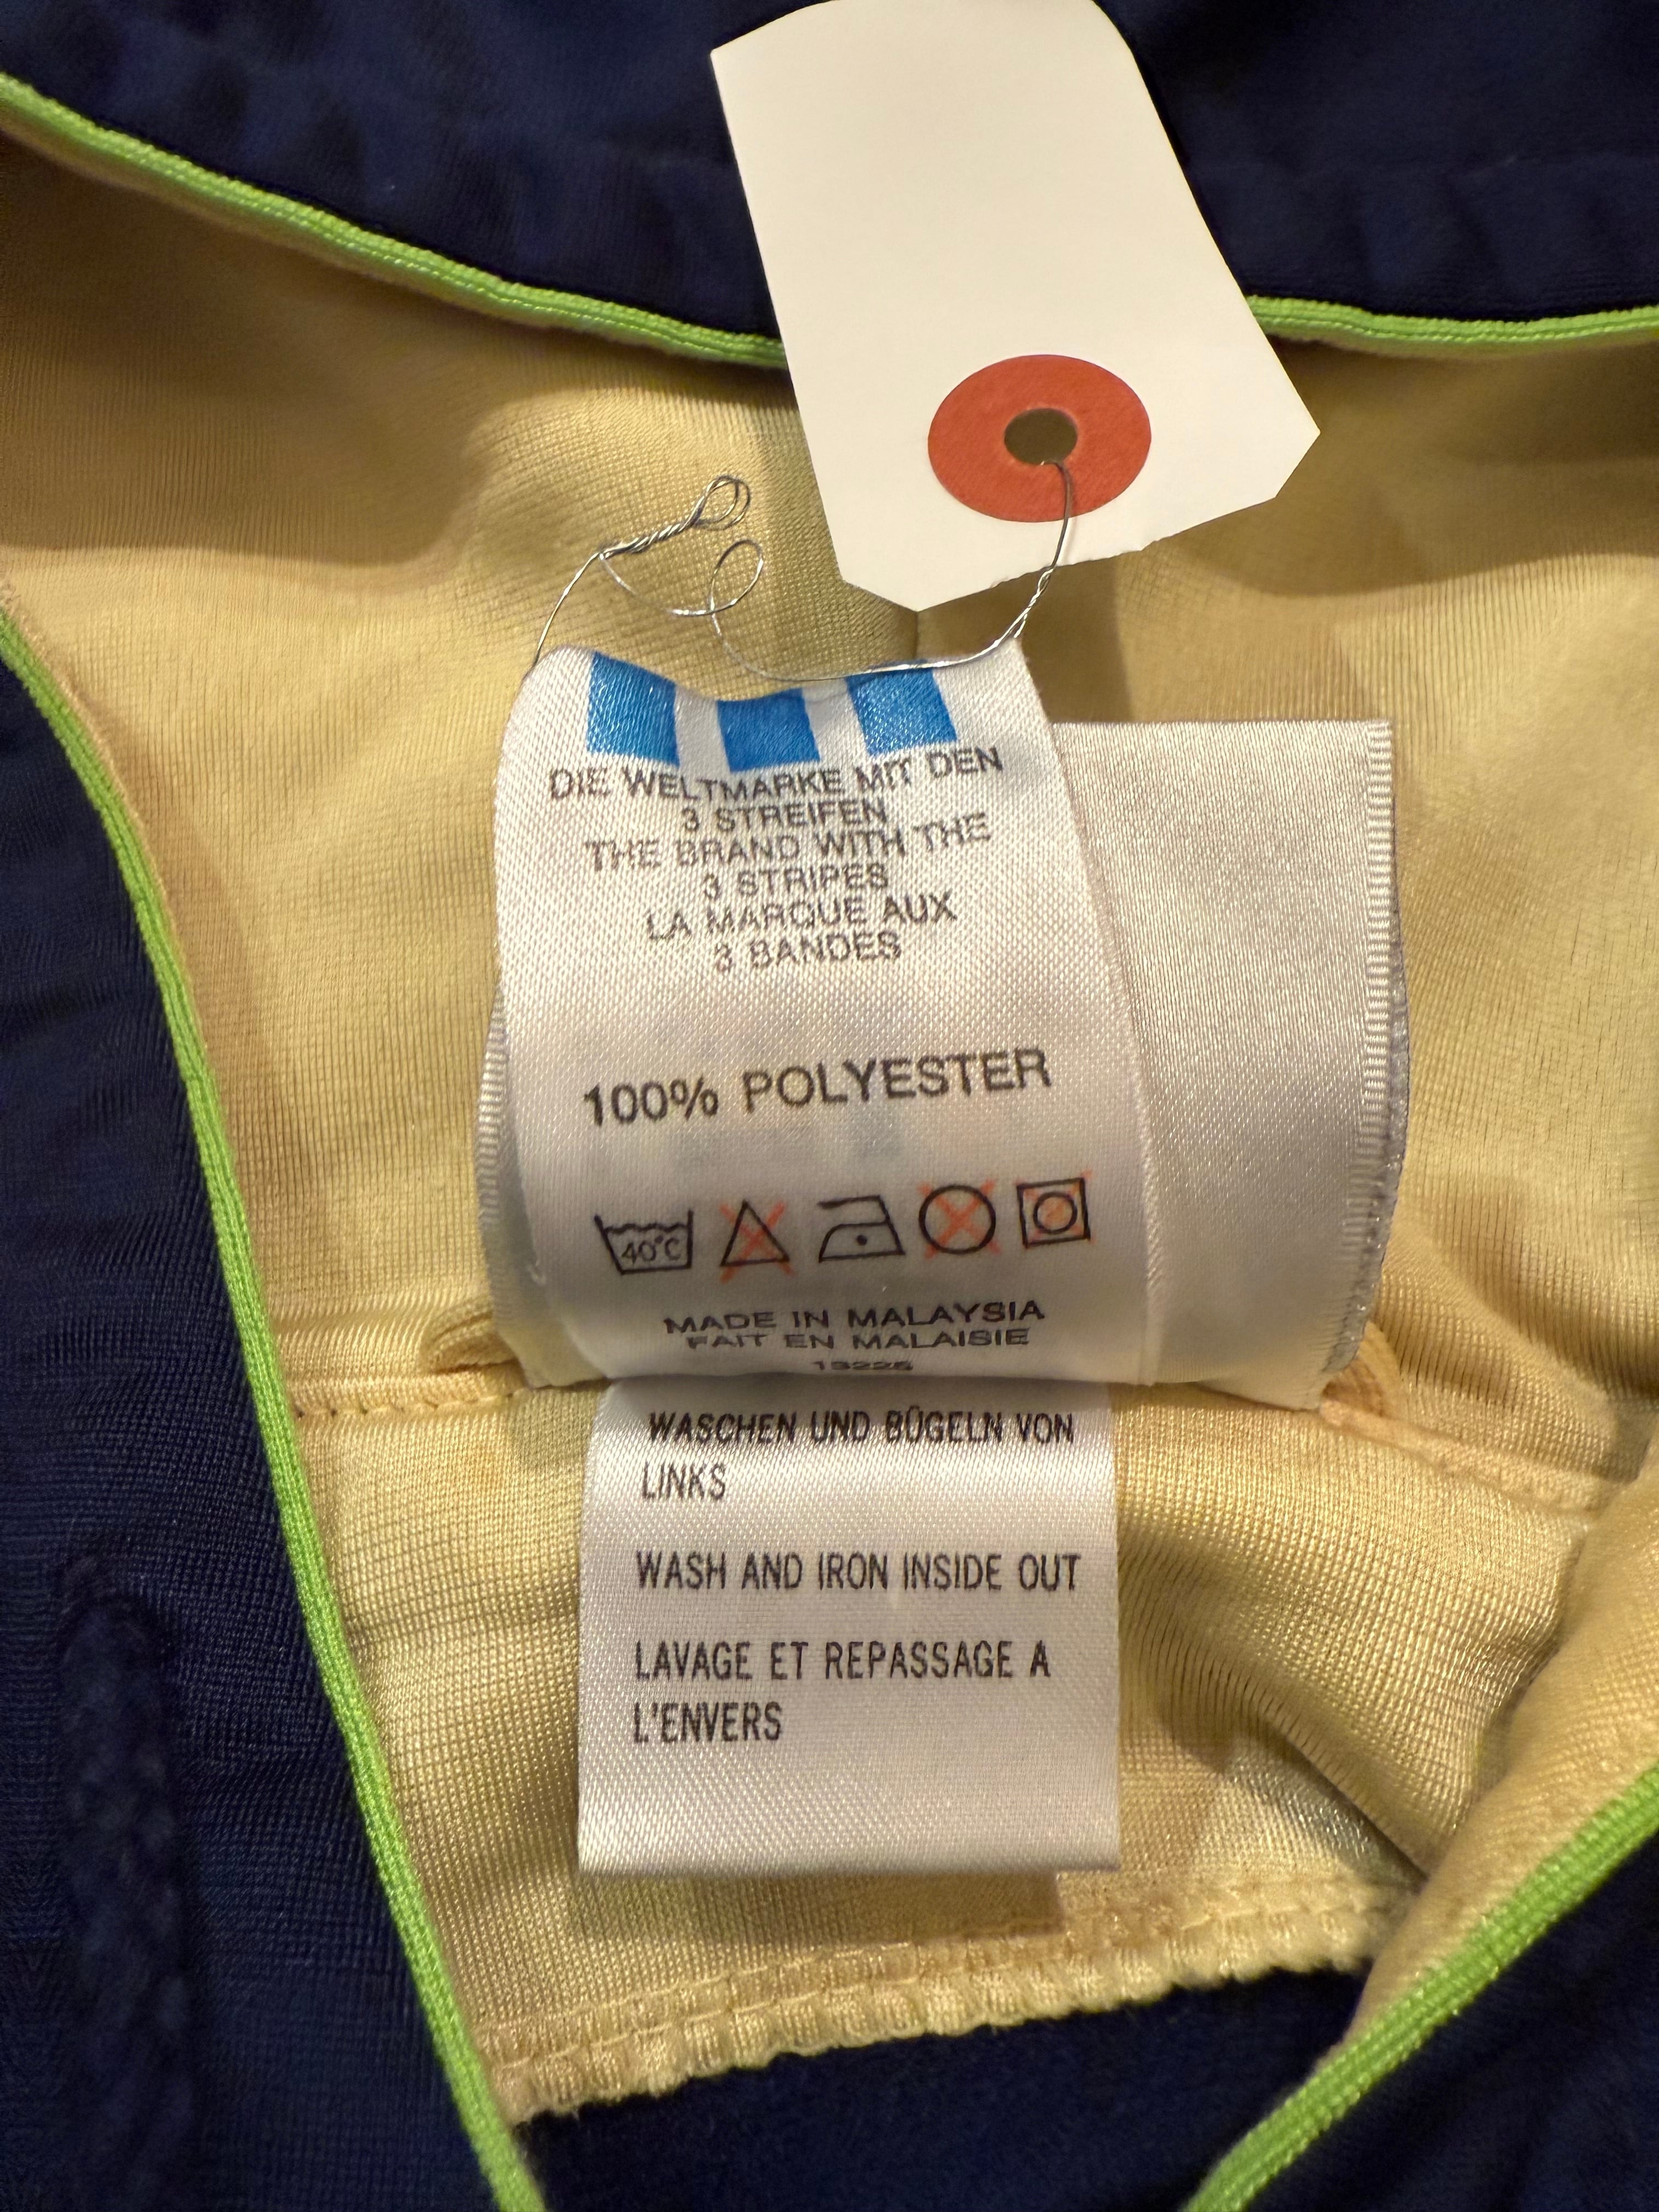 DIE WELTMARKE MIT DEN
3 STREIFEN
THE BRAND WITH THE
3 STRIPES
LA MARQUE AUX
3 BANDES
100% POLYESTER
40°C
MADE IN MALAYSIA
FAIT EN MALAISIE
WASCHEN UND BÜGELN VON
LINKS
WASH AND IRON INSIDE OUT
LAVAGE ET REPASSAGE A
L'ENVERS